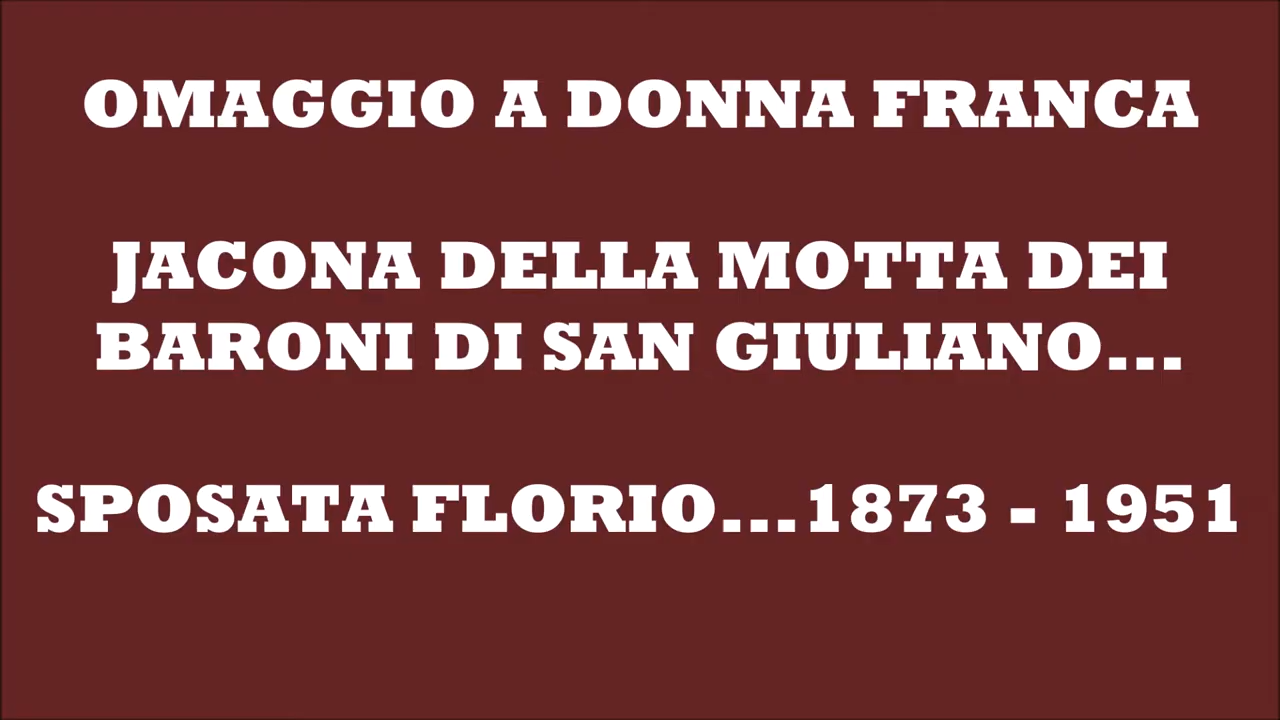 OMAGGIO A DONNA FRANCA
JACONA DELLA MOTTA DEI
BARONI DI SAN GIULIANO...
SPOSATA FLORIO...1873 - 1951